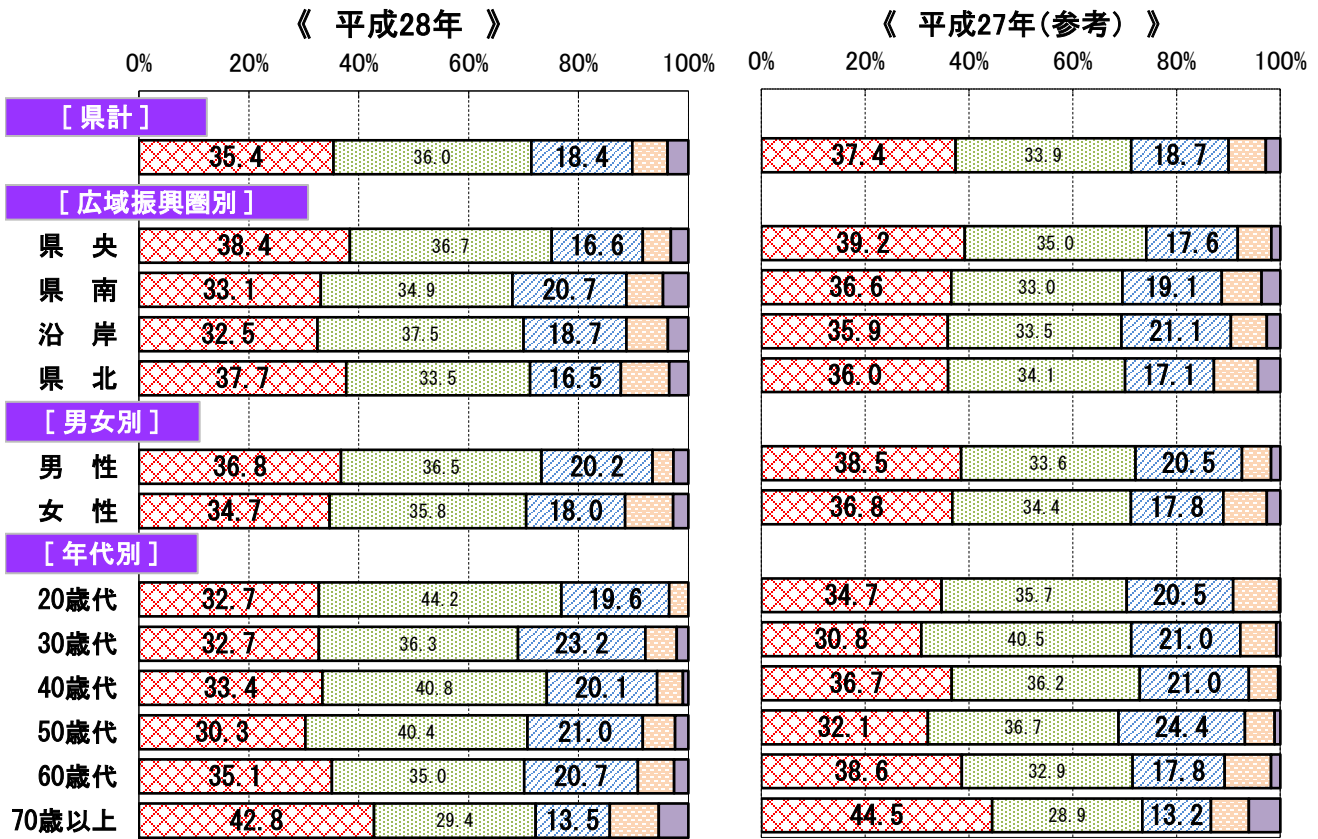 《 平成28年 》 《 平成27年(参考) 》
0% 20% 40% 60% 80% 100% 0% 20% 40% 60% 80% 100%
[ 県計 ]
35.4 36.0 18.4 37.4 33.9 18.7
[ 広域振興圏別 ]
県 央 38.4 36.7 16.6 39.2 35.0 17.6
県 南 33.1 34.9 20.7 36.6 33.0 19.1
沿 岸 32.5 37.5 18.7 35.9 33.5 21.1
県 北 37.7 33.5 16.5 36.0 34.1 17.1
[ 男女別 ]
男 性 36.8 36.5 20.2 38.5 33.6 20.5
女 性 34.7 35.8 18.0 36.8 34.4 17.8
[ 年代別 ]
20歳代 32.7 44.2 19.6 34.7 35.7 20.5
30歳代 32.7 36.3 23.2 30.8 40.5 21.0
40歳代 33.4 40.8 20.1 36.7 36.2 21.0
50歳代 30.3 40.4 21.0 32.1 36.7 24.4
60歳代 35.1 35.0 20.7 38.6 32.9 17.8
70歳以上 42.8 29.4 13.5 44.5 28.9 13.2